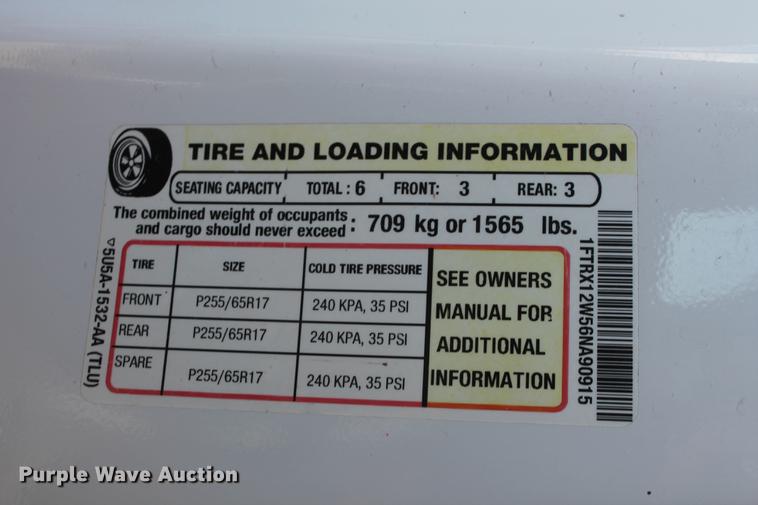 TIRE AND LOADING INFORMATION
SEATING CAPACITY TOTAL: 6 FRONT: 3 REAR: 3
The combined weight of occupants
and cargo should never exceed : 709 kg or 1565 lbs.
TIRE SIZE COLD TIRE PRESSURE
FRONT P255/65R17 240 KPA, 35 PSI
REAR P255/65R17 240 KPA, 35 PSI
SPARE P255/65R17 240 KPA, 35 PSI
SEE OWNERS
MANUAL FOR
ADDITIONAL
INFORMATION
5U5A-1532-AA (TLU)
1FTRX12W56NA90915
Purple Wave Auction